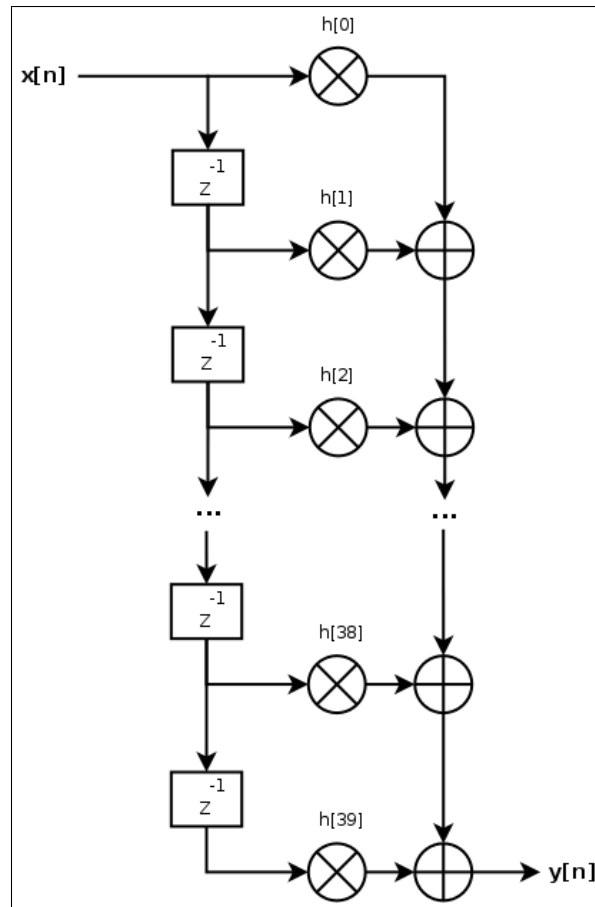 h[0]
x[n]
z-1
h[1]
z-1
h[2]
... ...
z-1
h[38]
z-1
h[39]
y[n]